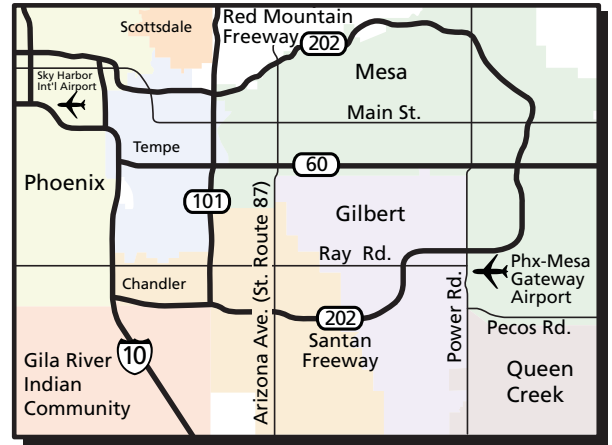 Scottsdale
Red Mountain
Freeway
202
Sky Harbor
Int'l Airport
Mesa
Main St.
Tempe
60
Phoenix
101
Gilbert
Arizona Ave. (St. Route 87)
Ray Rd.
Phx-Mesa
Gateway
Airport
Chandler
Power Rd.
202
Santan
Freeway
Pecos Rd.
10
Gila River
Indian
Community
Queen
Creek